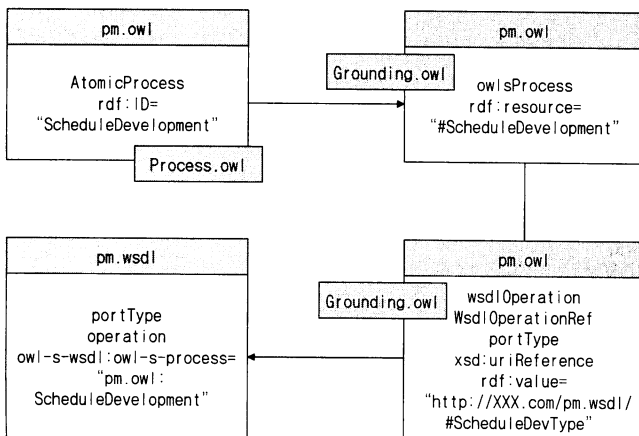 pm.owl
AtomicProcess
rdf:ID=
"ScheduleDevelopment"
Process.owl
pm.owl
Grounding.owl
owlsProcess
rdf:resource=
"#ScheduleDevelopment"
pm.wsdl
portType
operation
owl-s-wsdl:owl-s-process=
"pm.owl:
ScheduleDevelopment"
pm.owl
Grounding.owl
wsdlOperation
WsdlOperationRef
portType
xsd:uriReference
rdf:value=
"http://XXX.com/pm.wsdl/
#ScheduleDevType"